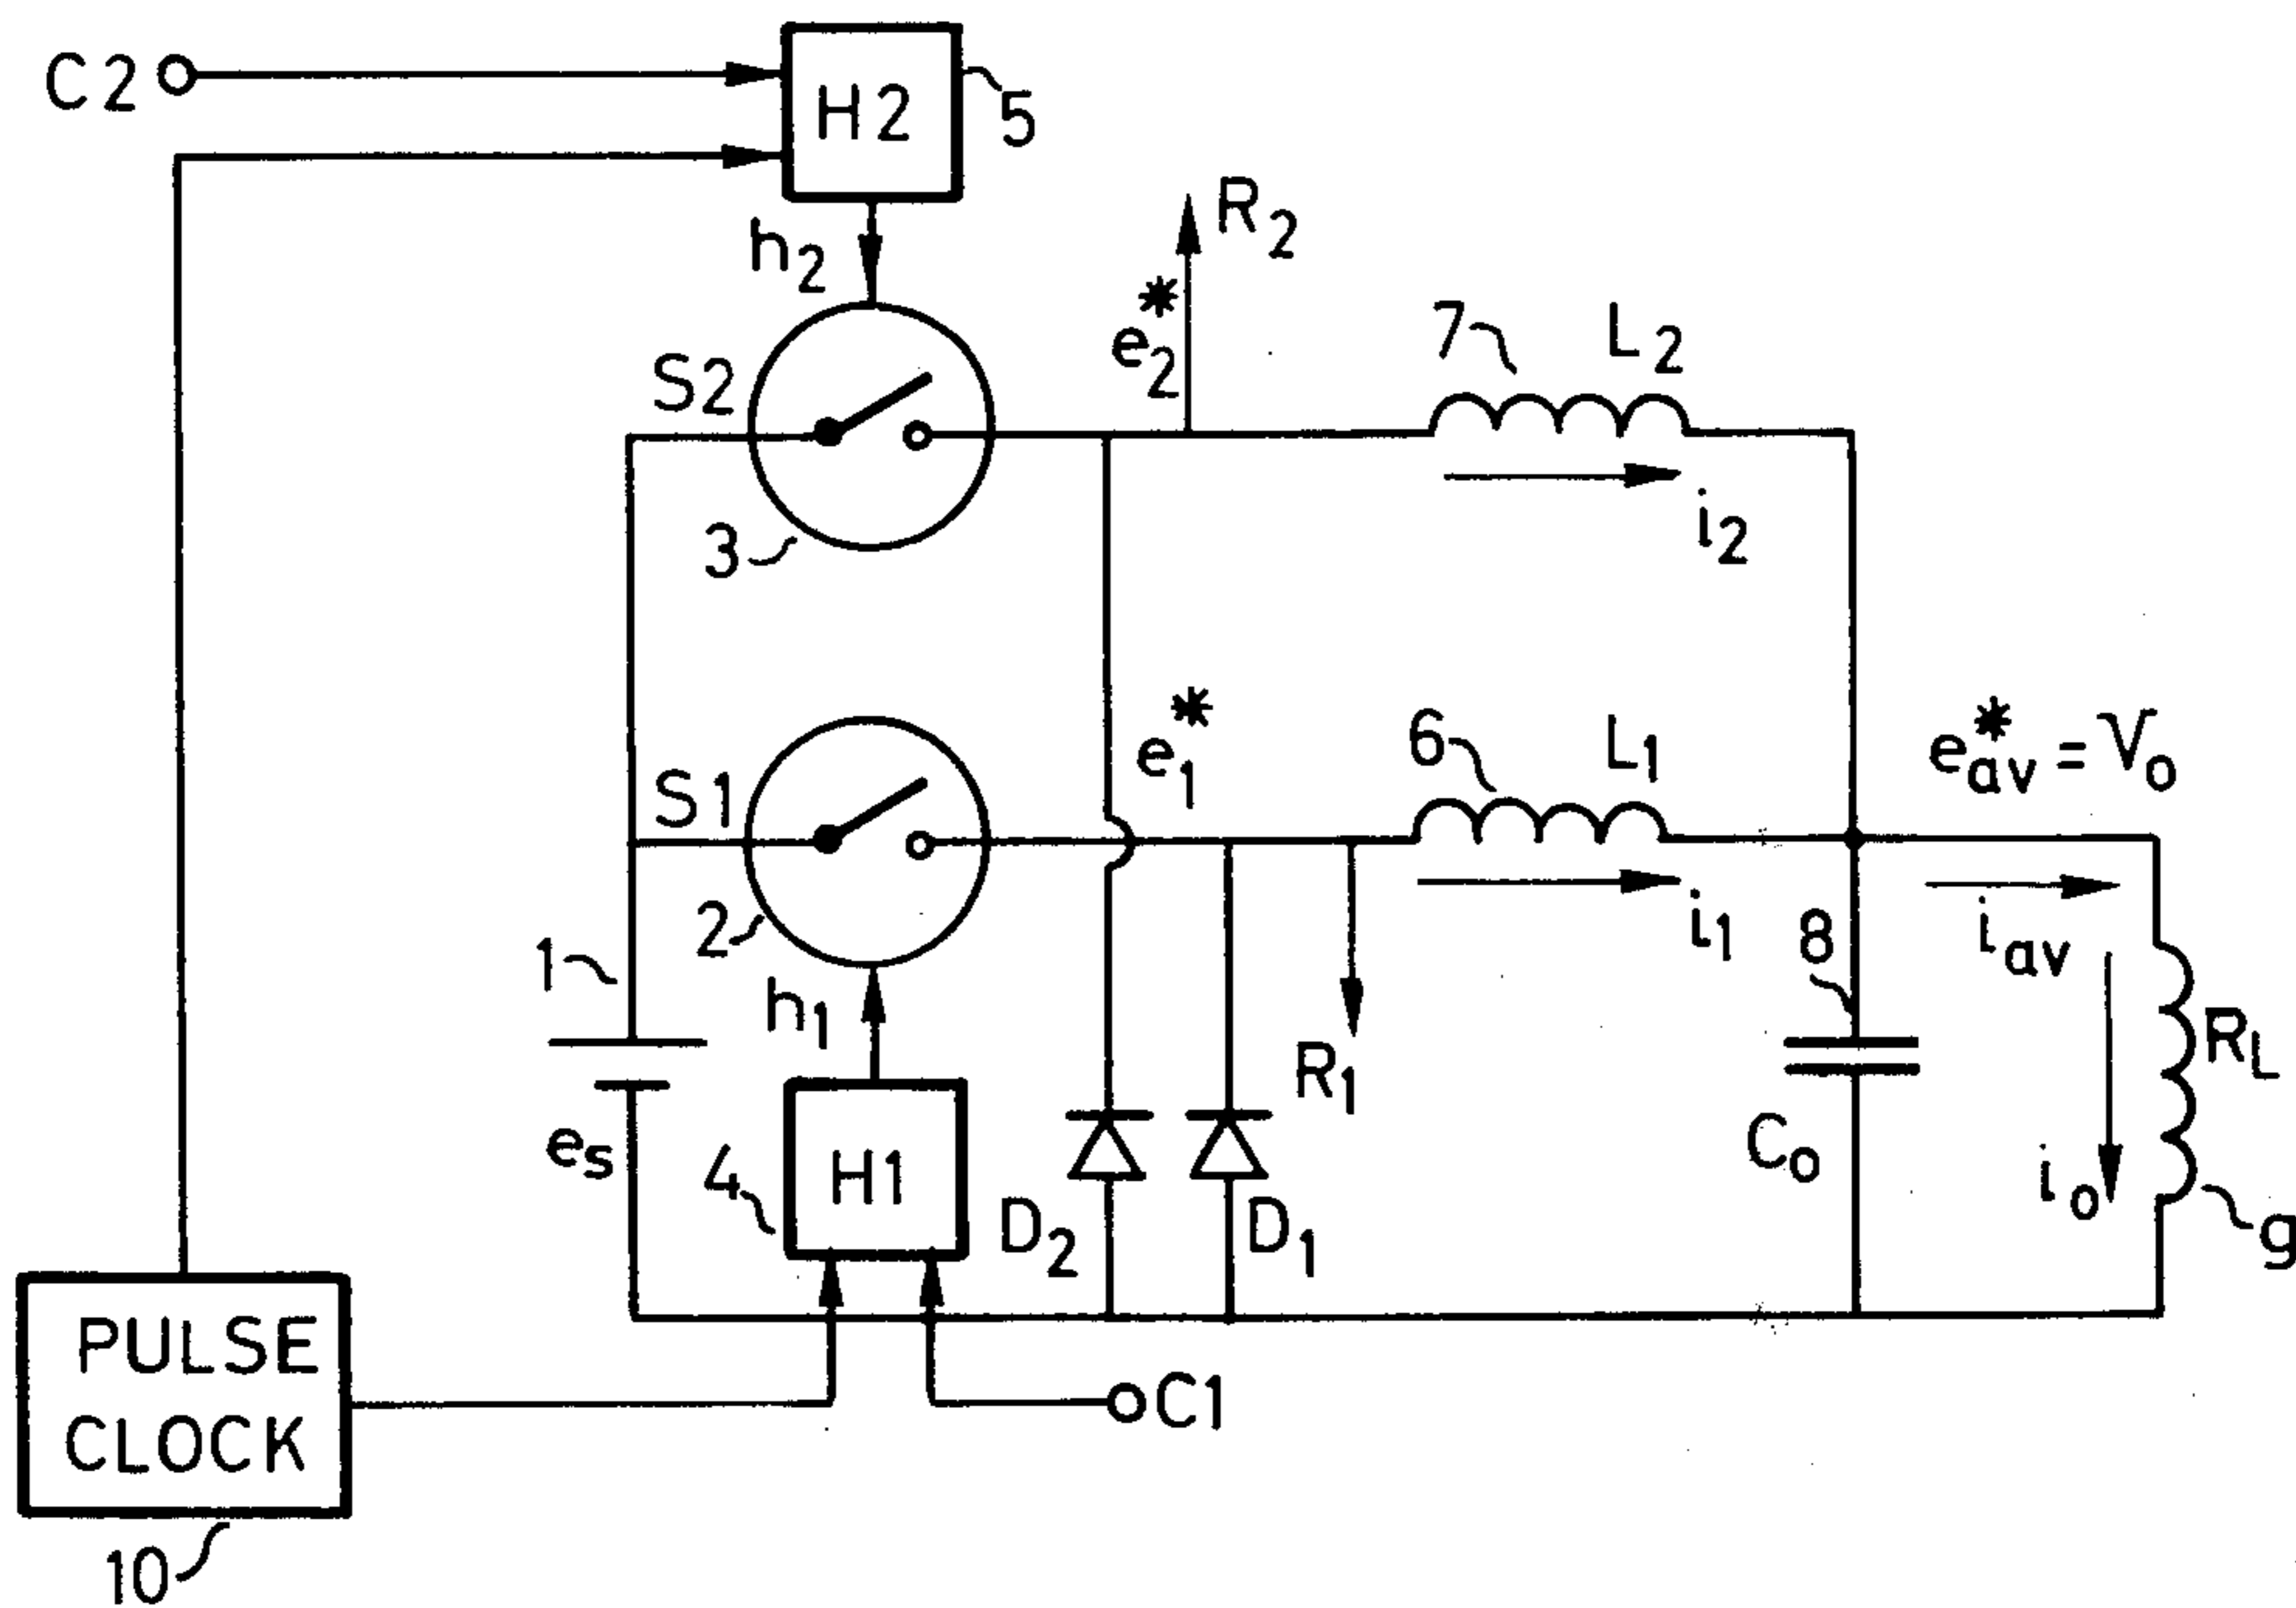 C2
H2
5
h2
R2
e2*
7
L2
S2
i2
3
e1*
6
L1
e*av = Vo
S1
i1
2
8
iav
1
h1
R1
RL
es
4
H1
D2
D1
Co
io
g
PULSE
CLOCK
C1
10